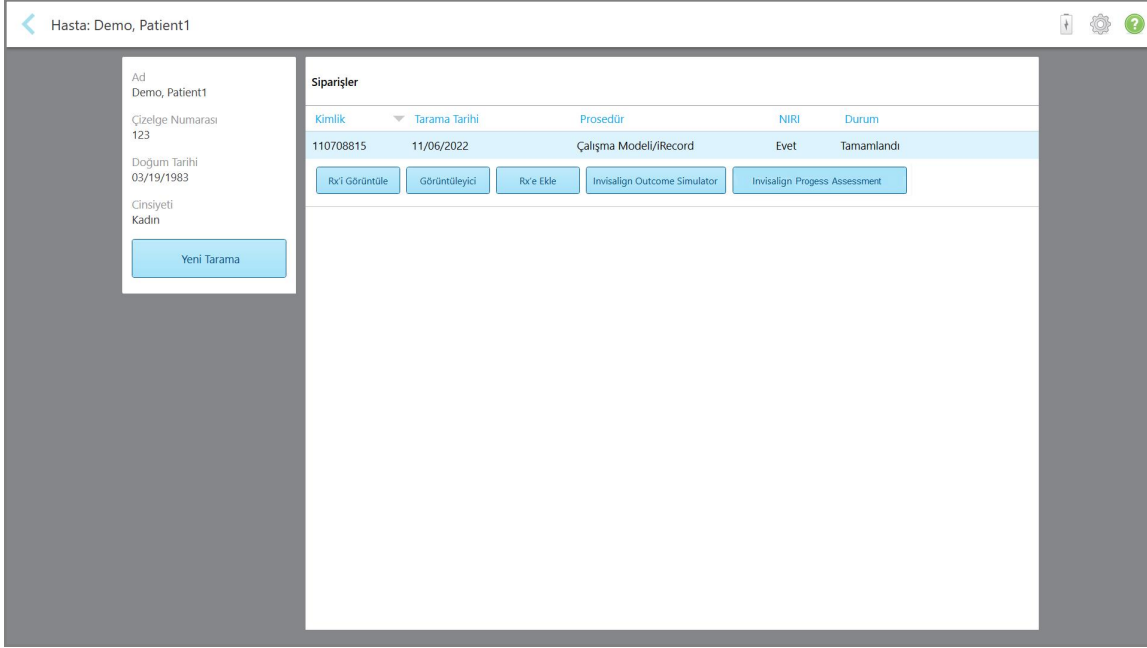 Hasta: Demo, Patient1
?
Ad
Demo, Patient1
Çizelge Numarası
123
Doğum Tarihi
03/19/1983
Cinsiyeti
Kadın
Yeni Tarama
Siparişler
Kimlik Tarama Tarihi Prosedür NIRI Durum
110708815 11/06/2022 Çalışma Modeli/iRecord Evet Tamamlandı
Rx'i Görüntüle Görüntüleyici Rx'e Ekle Invisalign Outcome Simulator Invisalign Progess Assessment